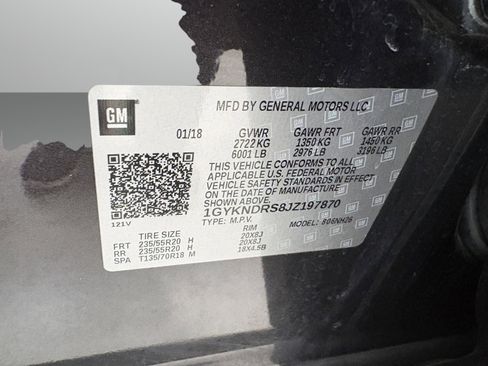 GM
MFD BY GENERAL MOTORS LLC
01/18 GVWR GAWR FRT GAWR RR
2722 KG 1350 KG 1450 KG
6001 LB 2976 LB 3196 LB
THIS VEHICLE CONFORMS TO ALL
APPLICABLE U.S. FEDERAL MOTOR
VEHICLE SAFETY STANDARDS IN EFFECT
ON THE DATE OF MANUFACTURE
SHOWN ABOVE.
1GYKNDRS8JZ197870
TYPE: M.P.V. MODEL: 6G6NH26
121V
TIRE SIZE RIM
FRT 235/55R20 H 20X8J
RR 235/55R20 H 20X8J
SPA T135/70R18 M 18X4.5B